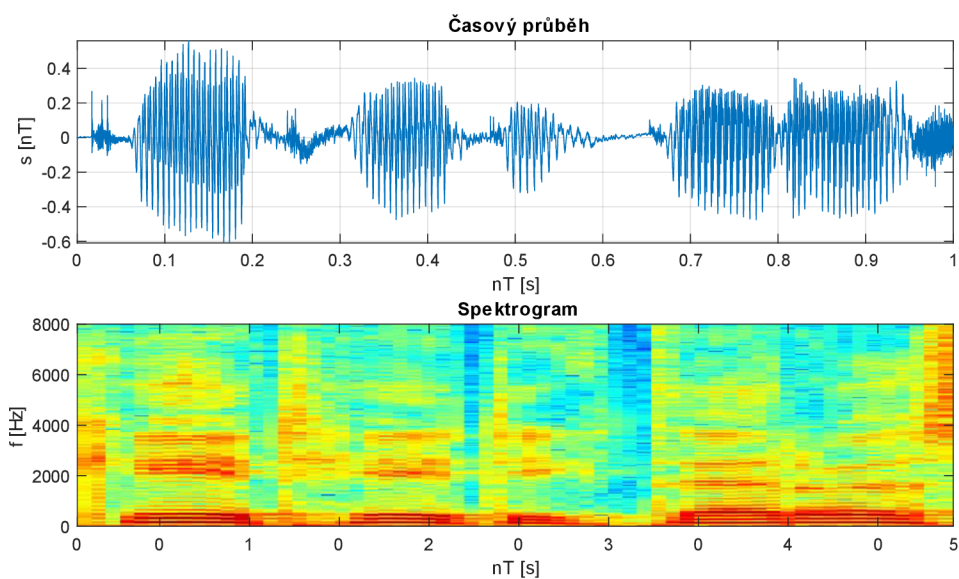 Časový průběh
s [nT]
0.4
0.2
0
-0.2
-0.4
-0.6
0 0.1 0.2 0.3 0.4 0.5 0.6 0.7 0.8 0.9 1
nT [s]
Spektrogram
f [Hz]
8000
6000
4000
2000
0
0 0 1 0 2 0 3 0 4 0 5
nT [s]